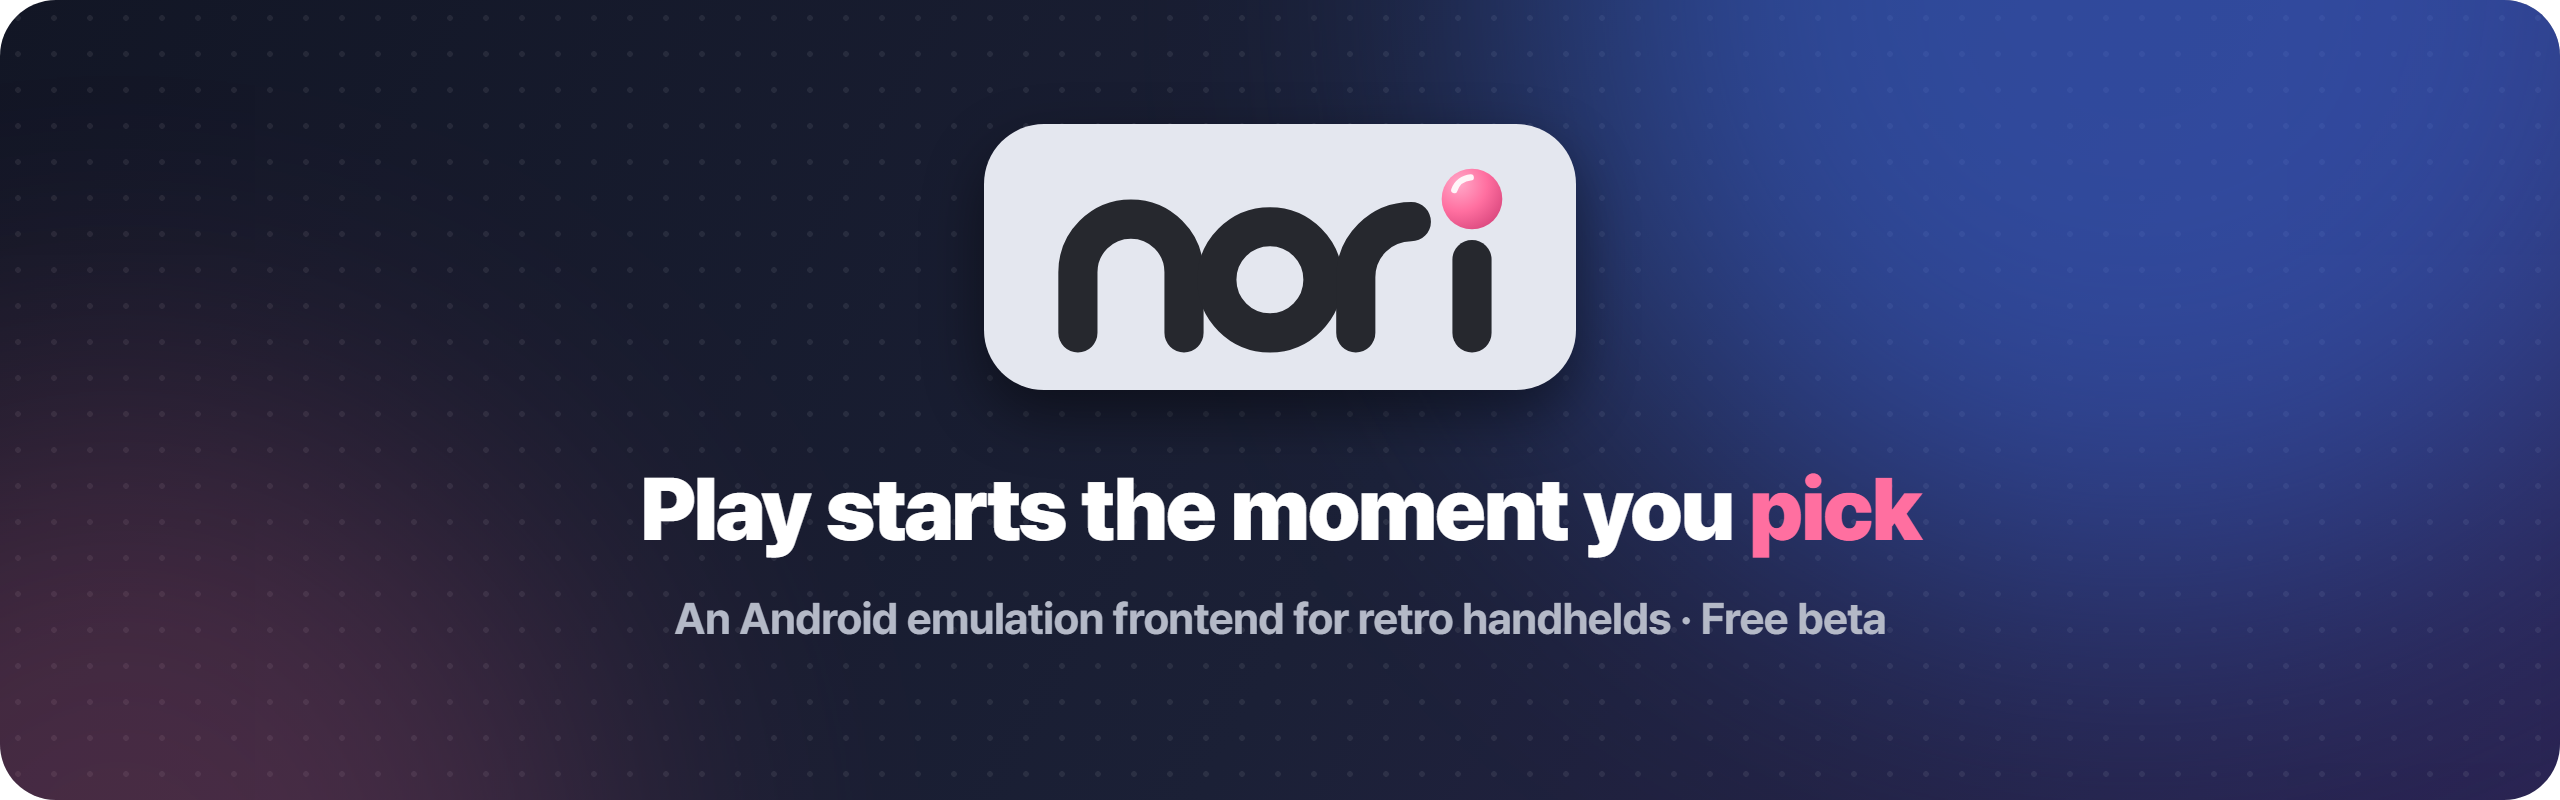 nori
Play starts the moment you pick
An Android emulation frontend for retro handhelds · Free beta